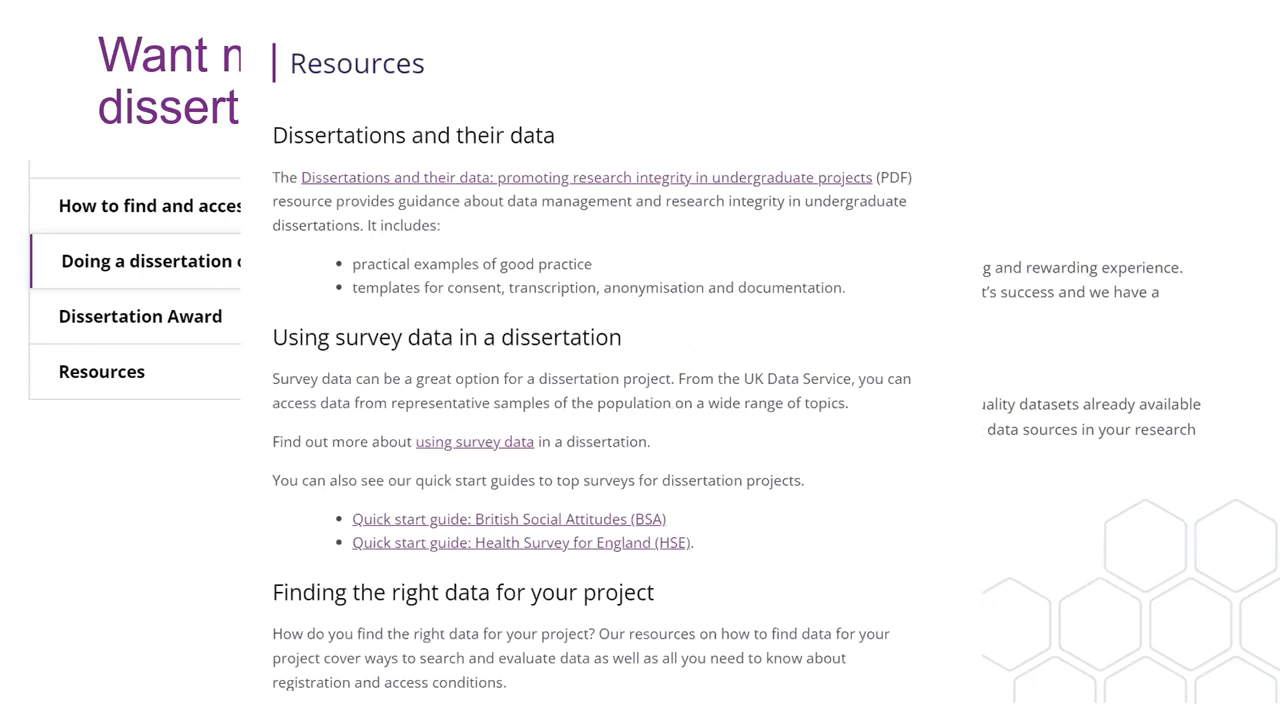 Want
dissert
How to find and acces
Doing a dissertation
Dissertation Award
Resources
Resources
Dissertations and their data
The Dissertations and their data: promoting research integrity in undergraduate projects (PDF)
resource provides guidance about data management and research integrity in undergraduate
dissertations. It includes:
• practical examples of good practice
• templates for consent, transcription, anonymisation and documentation.
Using survey data in a dissertation
Survey data can be a great option for a dissertation project. From the UK Data Service, you can
access data from representative samples of the population on a wide range of topics.
Find out more about using survey data in a dissertation.
You can also see our quick start guides to top surveys for dissertation projects.
• Quick start guide: British Social Attitudes (BSA)
• Quick start guide: Health Survey for England (HSE).
Finding the right data for your project
How do you find the right data for your project? Our resources on how to find data for your
project cover ways to search and evaluate data as well as all you need to know about
registration and access conditions.
g and rewarding experience.
t’s success and we have a
ality datasets already available
data sources in your research